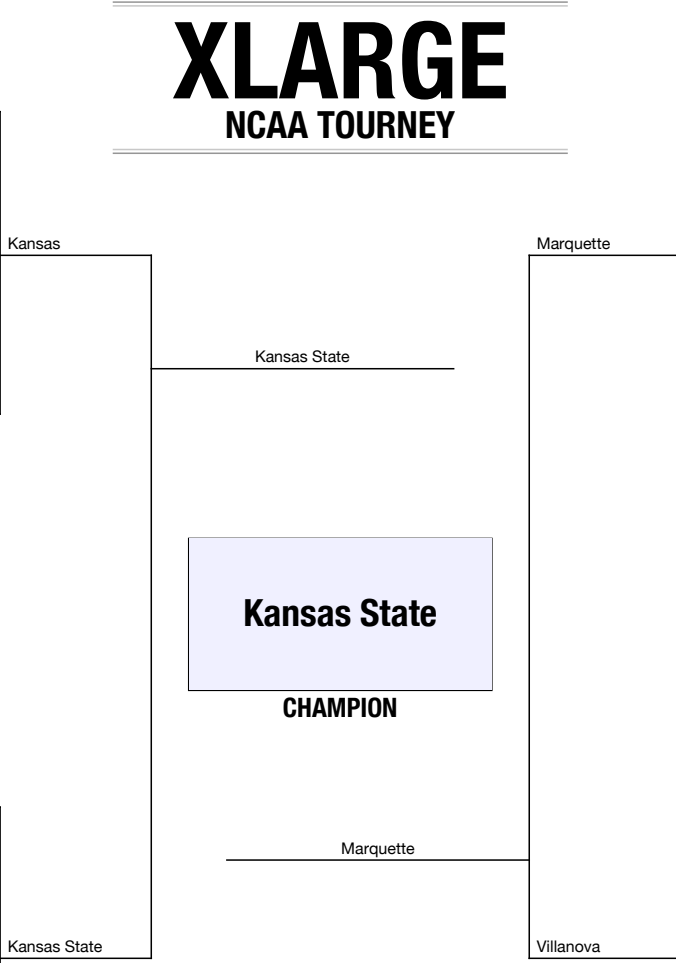 XLARGE
NCAA TOURNEY
Kansas
Marquette
Kansas State
Kansas State
CHAMPION
Marquette
Kansas State
Villanova